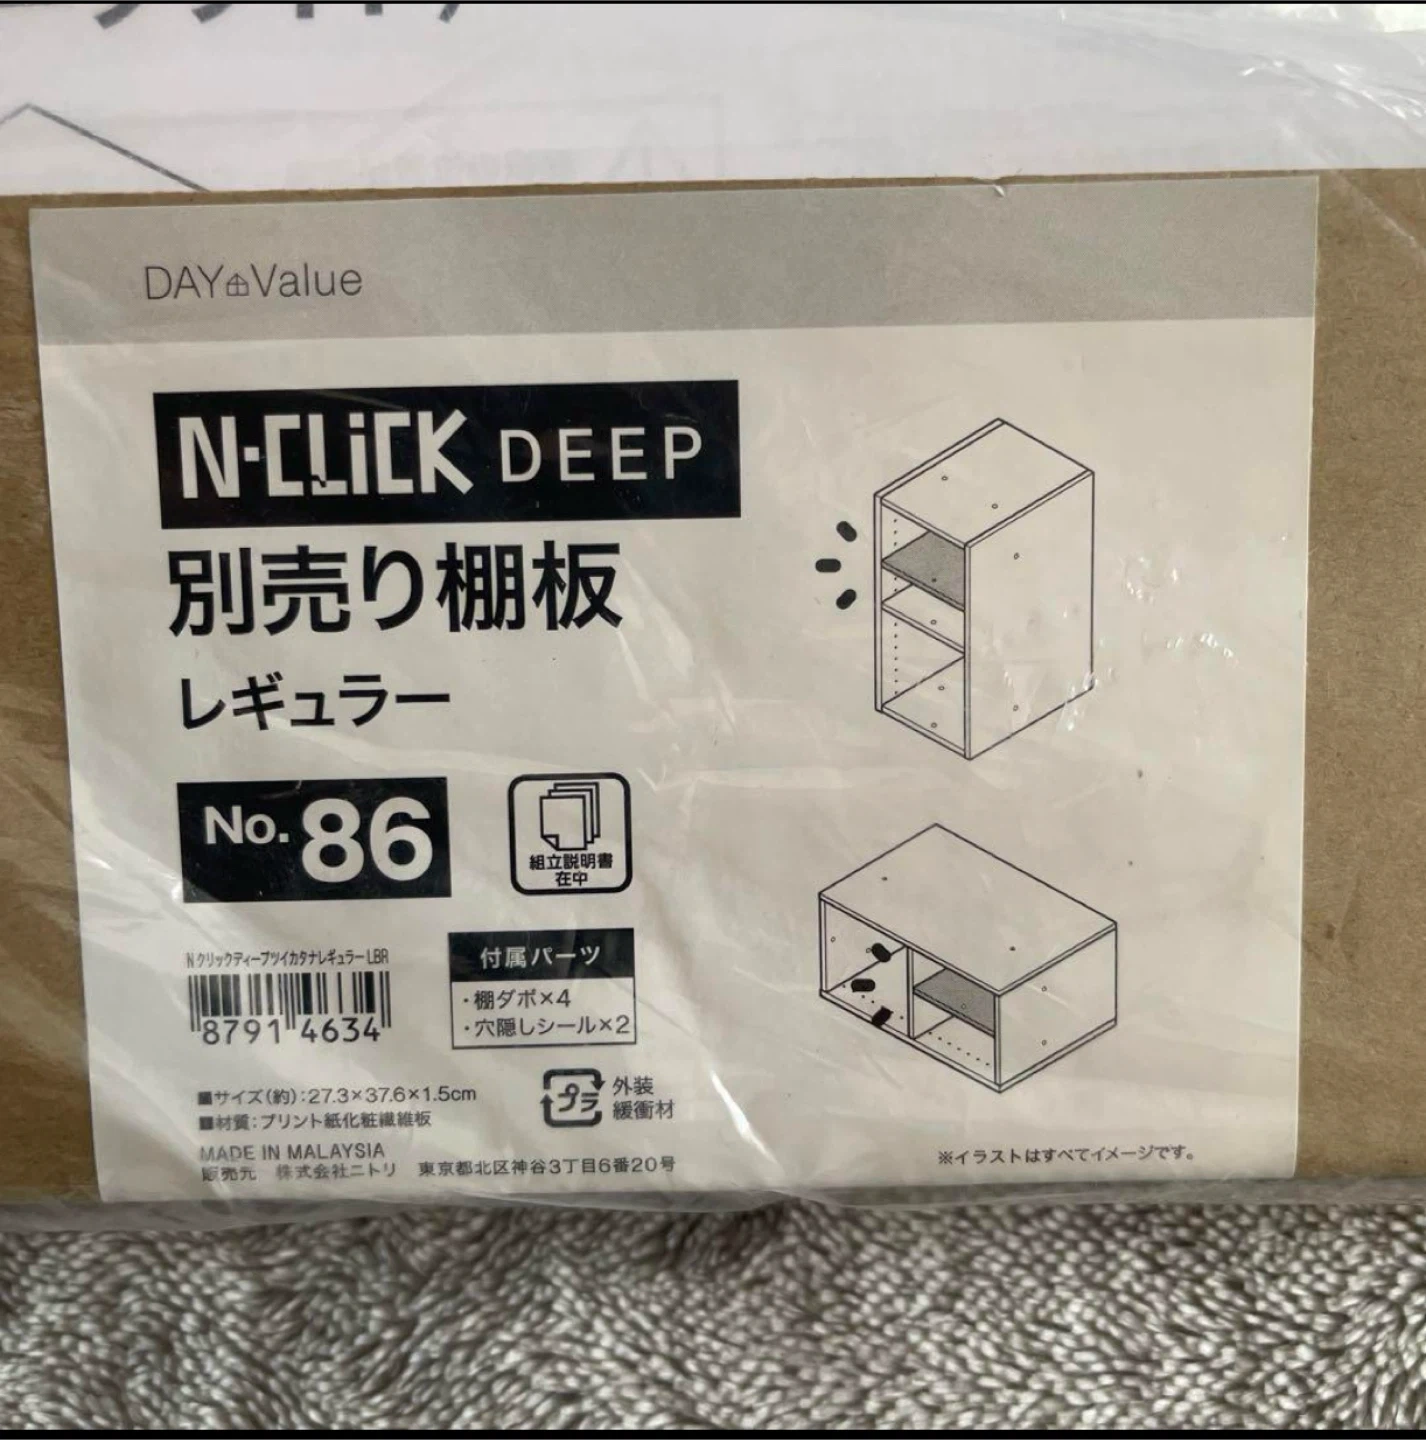 DAY Value
N-CLiCK DEEP
別売り棚板
レギュラー
No.86
組立説明書
在中
Nクリックディープツイカタナレギュラー LBR
8791 4634
付属パーツ
・棚ダボ×4
・穴隠しシール×2
■サイズ(約):27.3×37.6×1.5cm
■材質:プリント紙化粧繊維板
プラ
外装
緩衝材
MADE IN MALAYSIA
販売元 株式会社ニトリ 東京都北区神谷3丁目6番20号
※イラストはすべてイメージです。